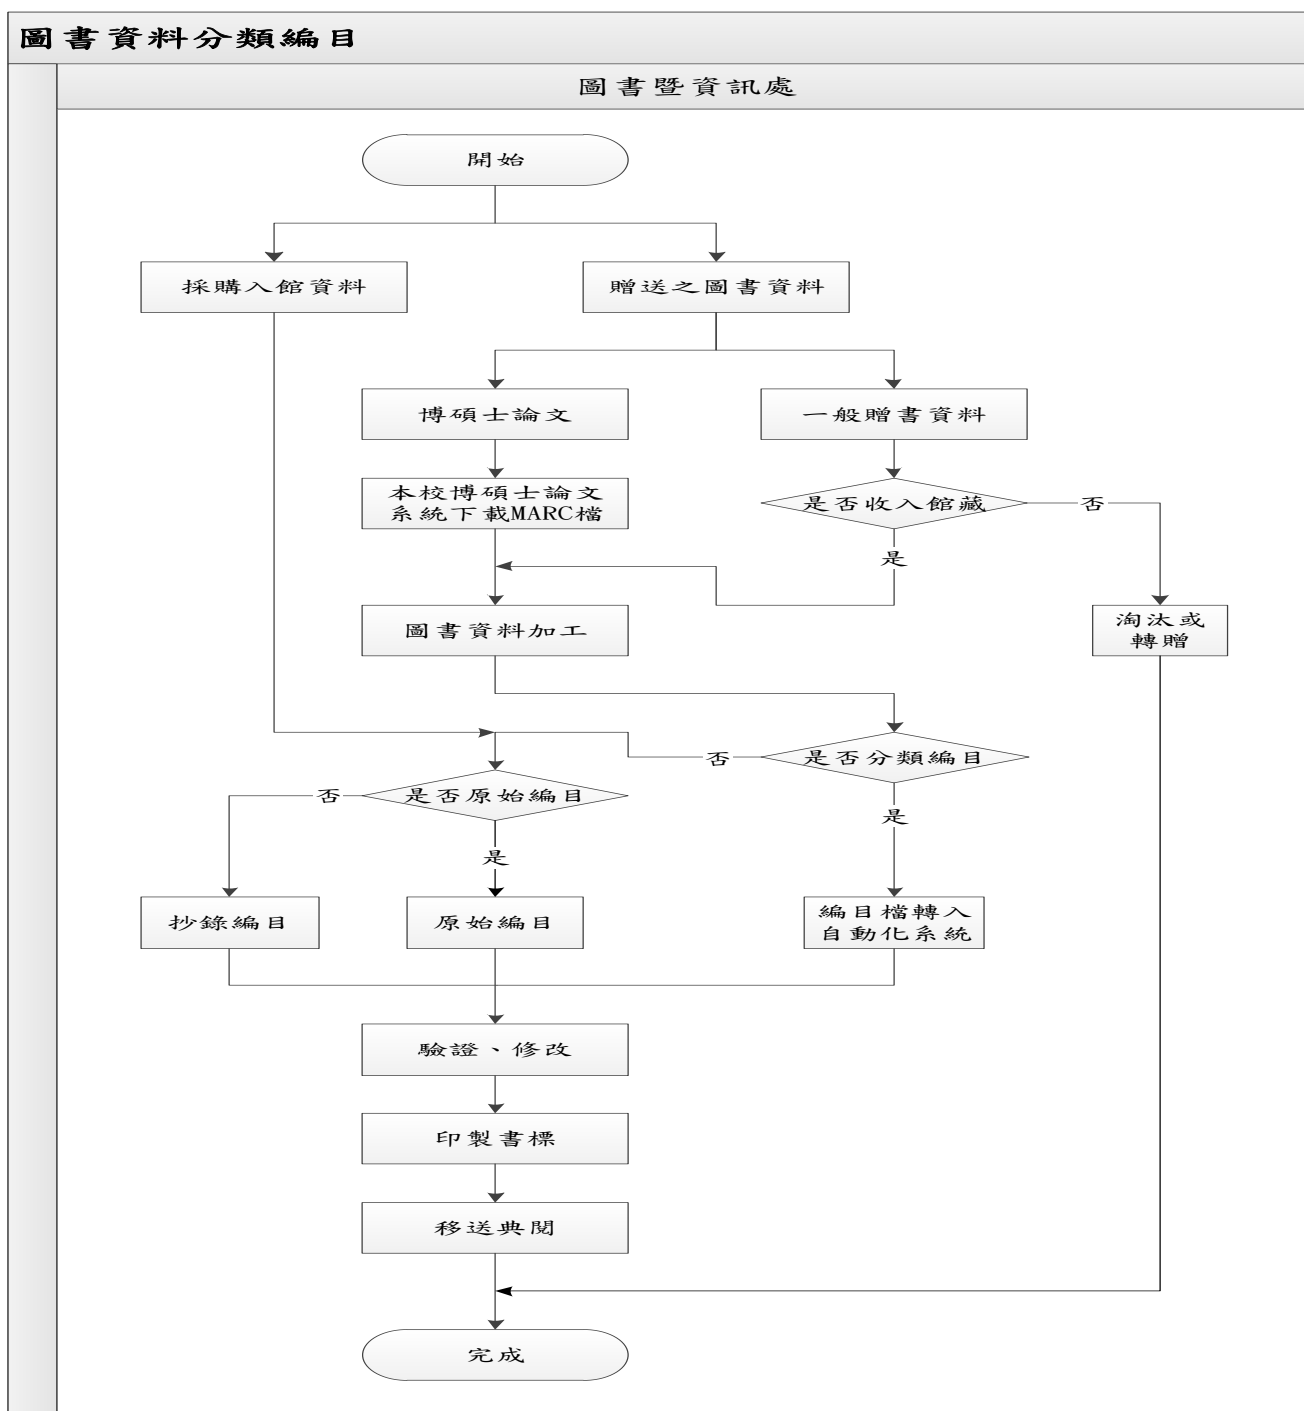 圖書資料分類編目
圖書暨資訊處
開始
採購入館資料
贈送之圖書資料
博碩士論文
一般贈書資料
本校博碩士論文
系統下載MARC檔
是否收入館藏
否
是
圖書資料加工
淘汰或
轉贈
是否分類編目
否
是否原始編目
否
是
是
抄錄編目
原始編目
編目檔轉入
自動化系統
驗證、修改
印製書標
移送典閱
完成